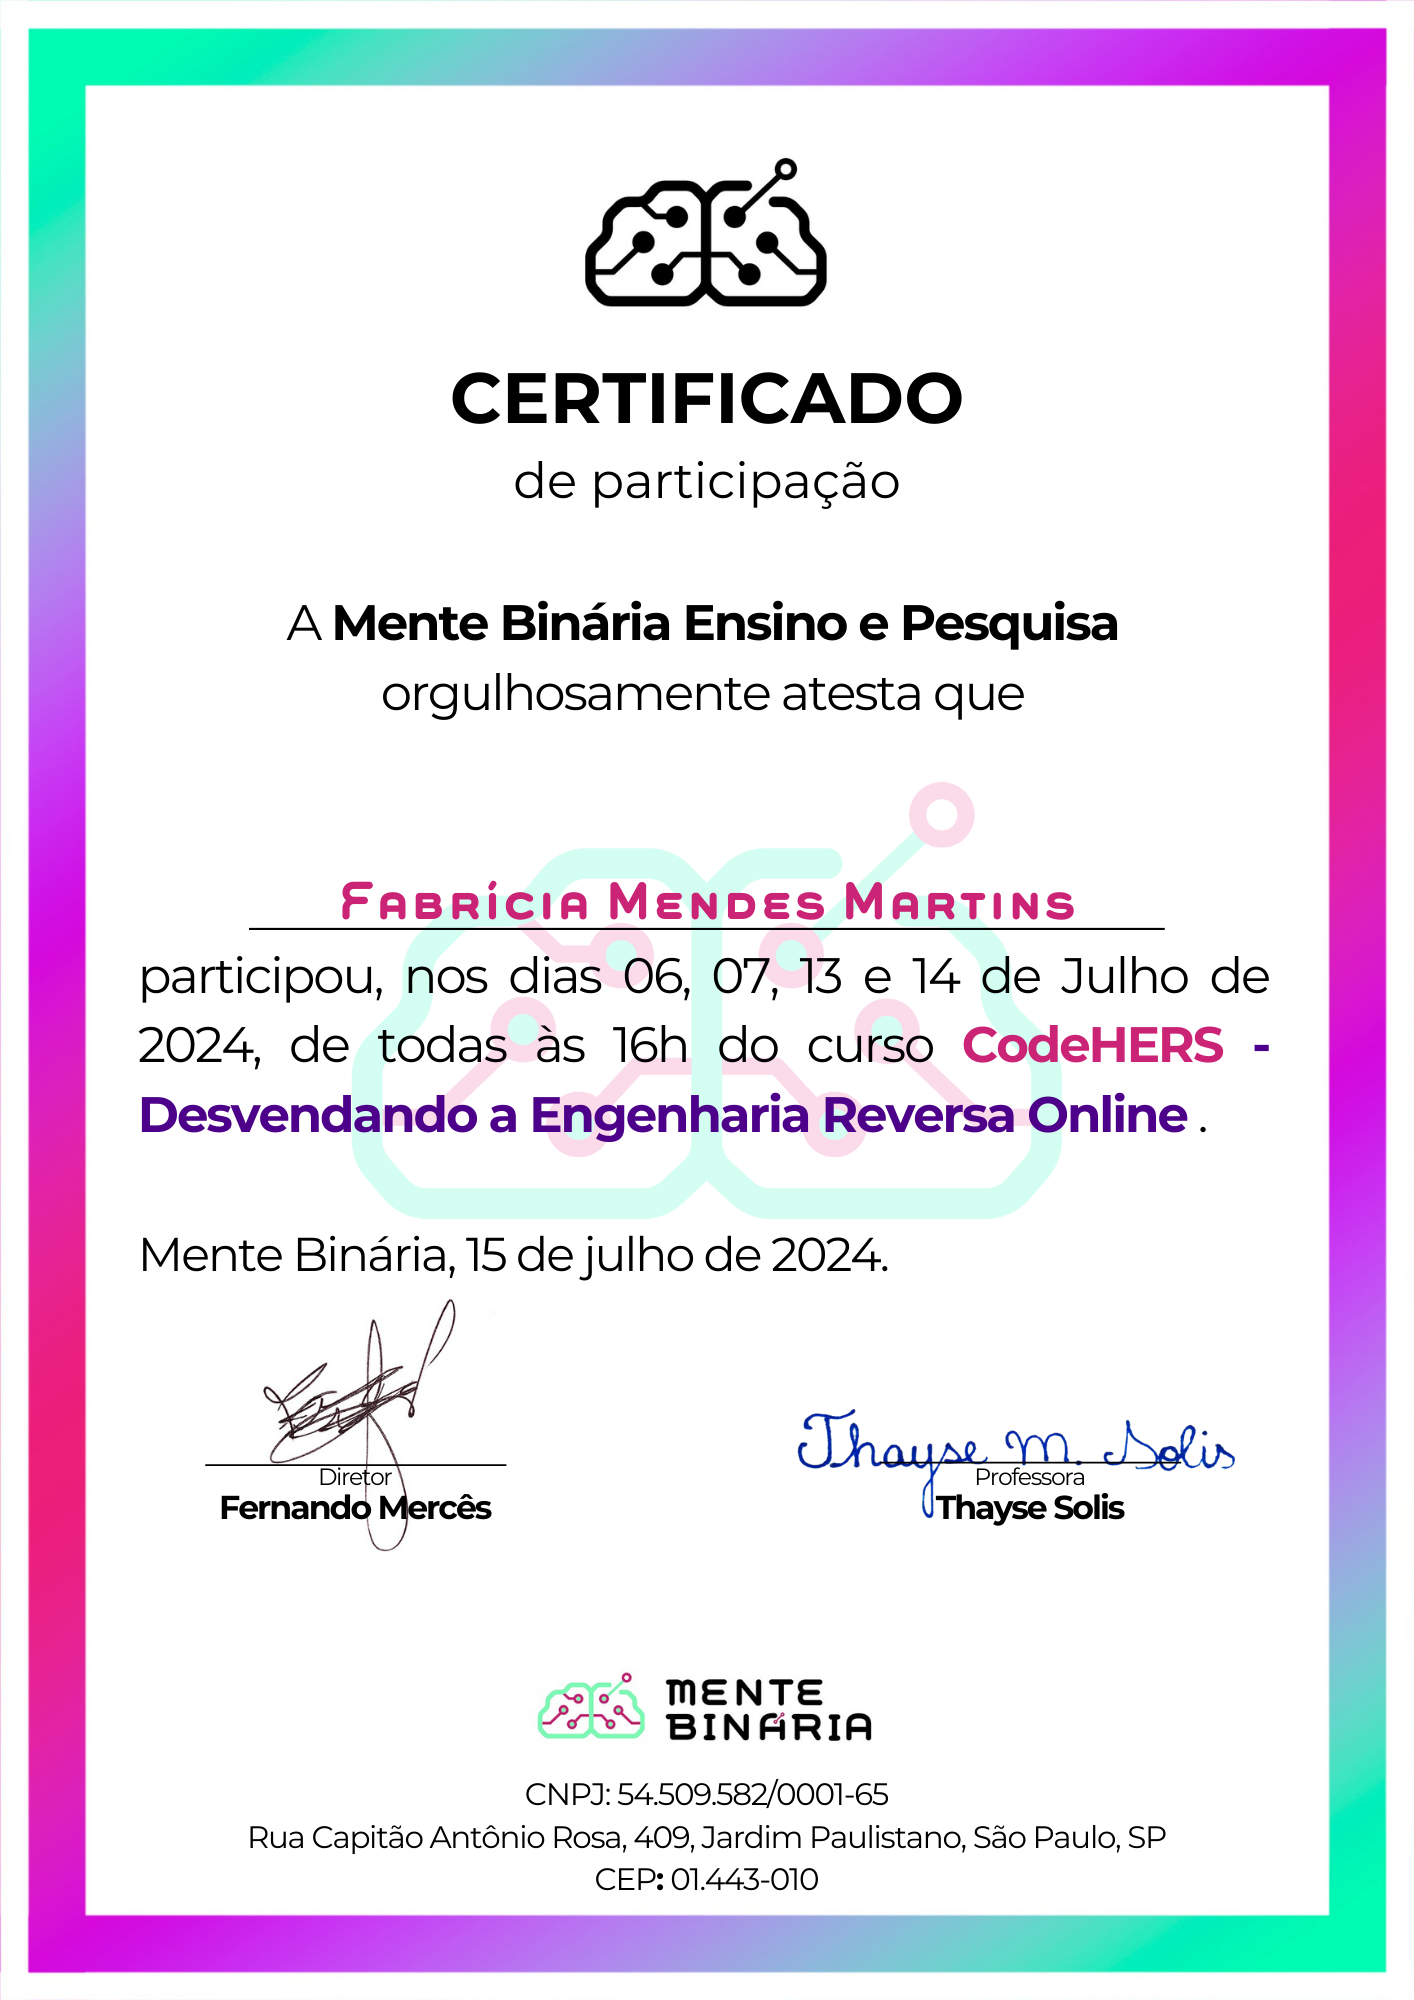 CERTIFICADO
de participação
A Mente Binária Ensino e Pesquisa
orgulhosamente atesta que
Fabrícia Mendes Martins
participou, nos dias 06, 07, 13 e 14 de Julho de
2024, de todas às 16h do curso CodeHERS -
Desvendando a Engenharia Reversa Online .
Mente Binária, 15 de julho de 2024.
Thayse M. Solis
Diretor
Fernando Mercês
Professora
Thayse Solis
MENTE
BINÁRIA
CNPJ: 54.509.582/0001-65
Rua Capitão Antônio Rosa, 409, Jardim Paulistano, São Paulo, SP
CEP: 01.443-010